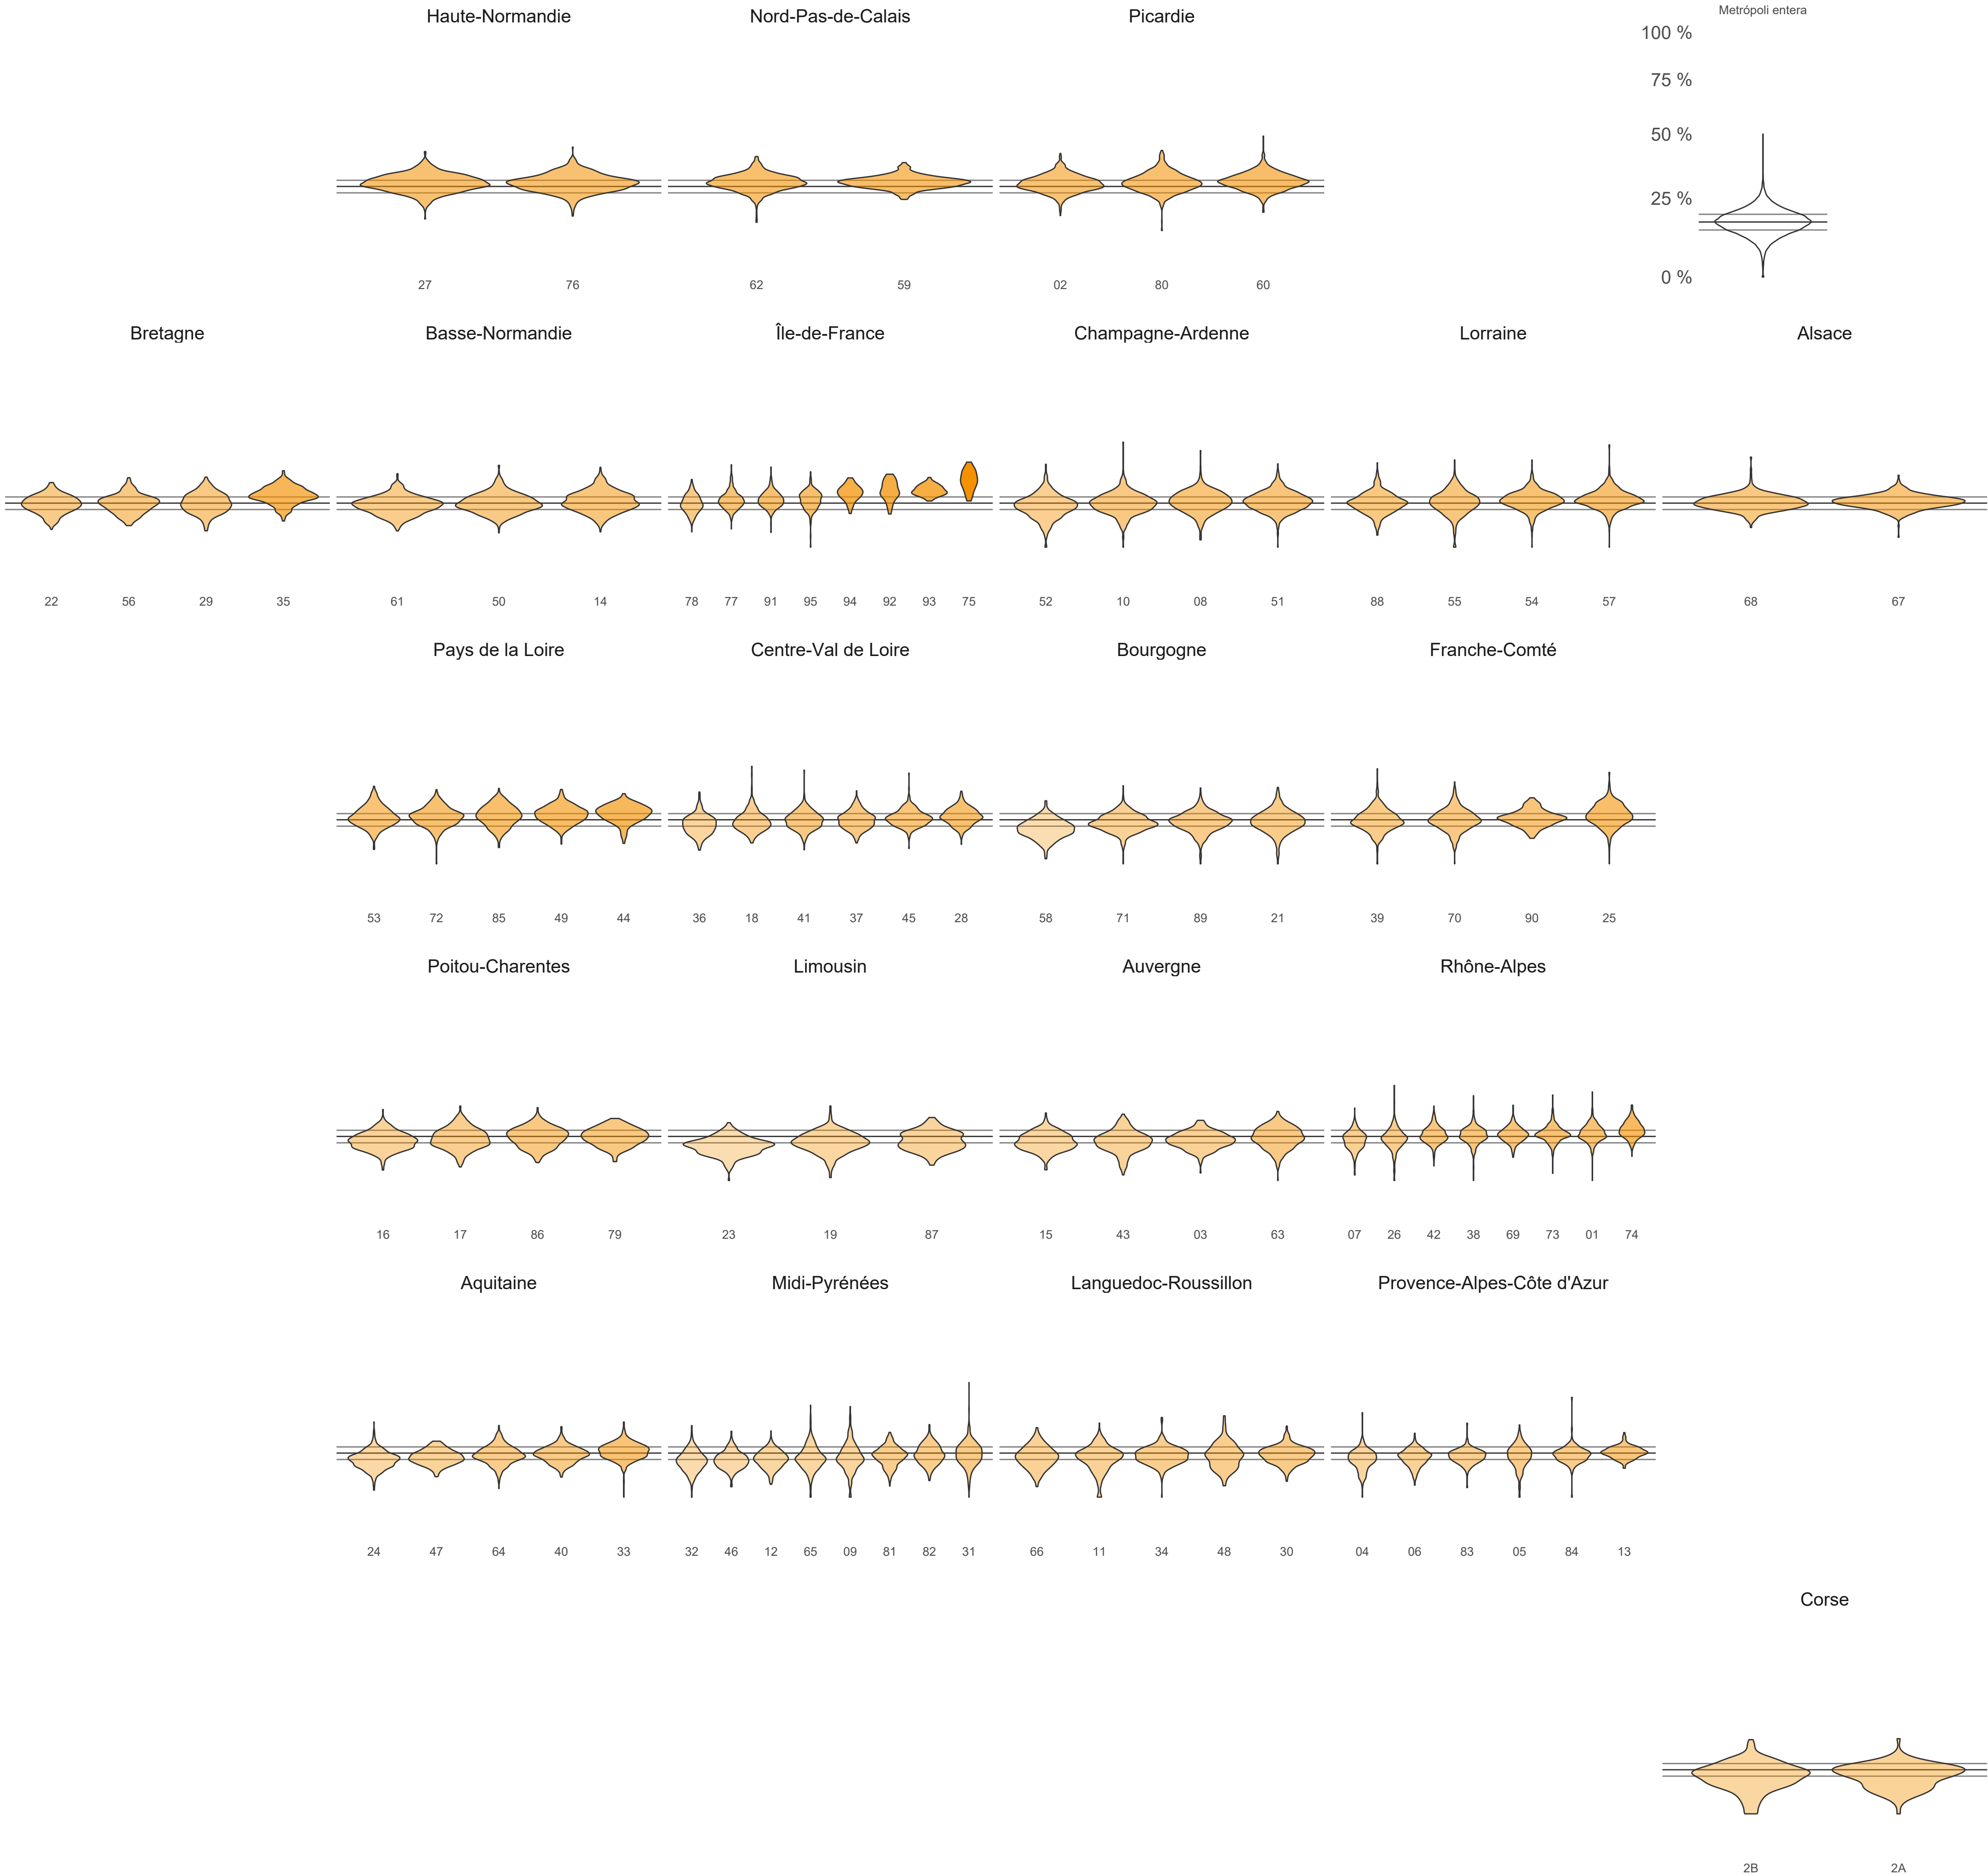 Haute-Normandie Nord-Pas-de-Calais Picardie Metrópoli entera
100 %
75 %
50 %
25 %
0 %
27 76 62 59 02 80 60
Bretagne Basse-Normandie Île-de-France Champagne-Ardenne Lorraine Alsace
22 56 29 35 61 50 14 78 77 91 95 94 92 93 75 52 10 08 51 88 55 54 57 68 67
Pays de la Loire Centre-Val de Loire Bourgogne Franche-Comté
53 72 85 49 44 36 18 41 37 45 28 58 71 89 21 39 70 90 25
Poitou-Charentes Limousin Auvergne Rhône-Alpes
16 17 86 79 23 19 87 15 43 03 63 07 26 42 38 69 73 01 74
Aquitaine Midi-Pyrénées Languedoc-Roussillon Provence-Alpes-Côte d'Azur
24 47 64 40 33 32 46 12 65 09 81 82 31 66 11 34 48 30 04 06 83 05 84 13
Corse
2B 2A